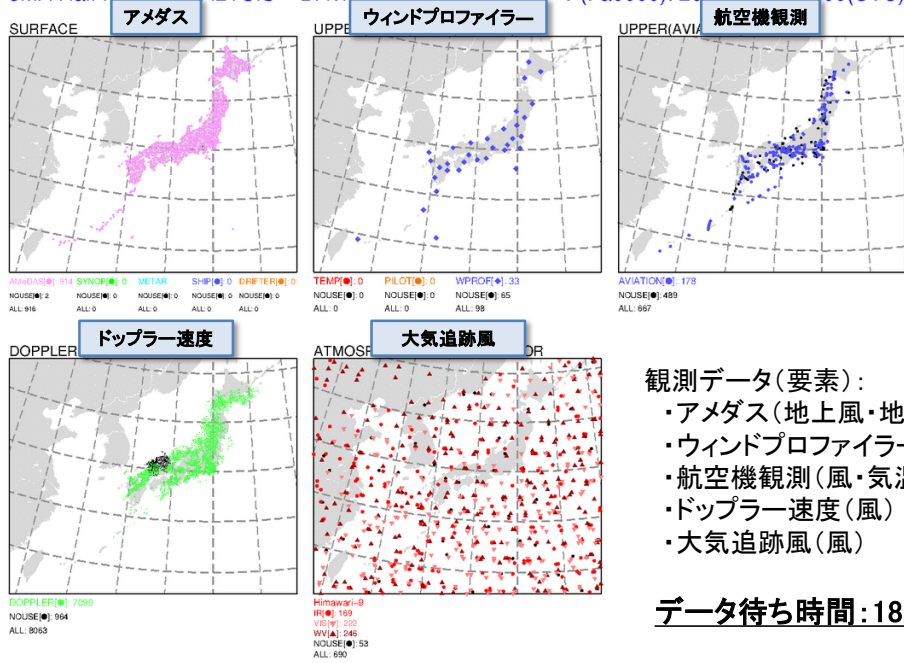 アメダス
ウィンドプロファイラー
航空機観測
SURFACE
UPPER(AVIA
AMeDAS[●]: 914 SYNOP[●]: 0 METAR SHIP[●]: 0 DRIFTER[●]: 0
NOUSE[●]: 2 NOUSE[●]: 0 NOUSE[●]: 0 NOUSE[●]: 0 NOUSE[●]: 0
ALL: 916 ALL: 0 ALL: 0 ALL: 0 ALL: 0
TEMP[●]: 0 PILOT[●]: 0 WPROF[◆]: 33
NOUSE[●]: 0 NOUSE[●]: 0 NOUSE[●]: 65
ALL: 0 ALL: 0 ALL: 98
AVIATION[●]: 178
NOUSE[●]: 489
ALL: 667
ドップラー速度
大気追跡風
DOPPLER
ATMOSP
OR
DOPPLER[●]: 7099
NOUSE[●]: 964
ALL: 8063
Himawari-9
IR[●]: 169
VIS[▼]: 222
WV[▲]: 246
NOUSE[●]: 53
ALL: 690
観測データ(要素):
・アメダス(地上風・地
・ウィンドプロファイラー
・航空機観測(風・気温
・ドップラー速度(風)
・大気追跡風(風)
データ待ち時間:18